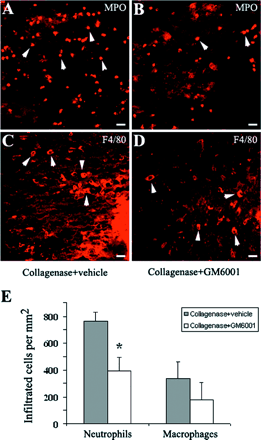 A MPO
B MPO
C F4/80
D F4/80
Collagenase+vehicle
Collagenase+GM6001
E
Infiltrated cells per mm2
800
600
400
200
0
Collagenase+vehicle
Collagenase+GM6001
*
Neutrophils
Macrophages